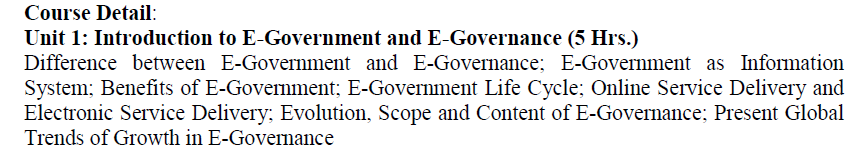 Course Detail:
Unit 1: Introduction to E-Government and E-Governance (5 Hrs.)
Difference between E-Government and E-Governance; E-Government as Information
System; Benefits of E-Government; E-Government Life Cycle; Online Service Delivery and
Electronic Service Delivery; Evolution, Scope and Content of E-Governance; Present Global
Trends of Growth in E-Governance